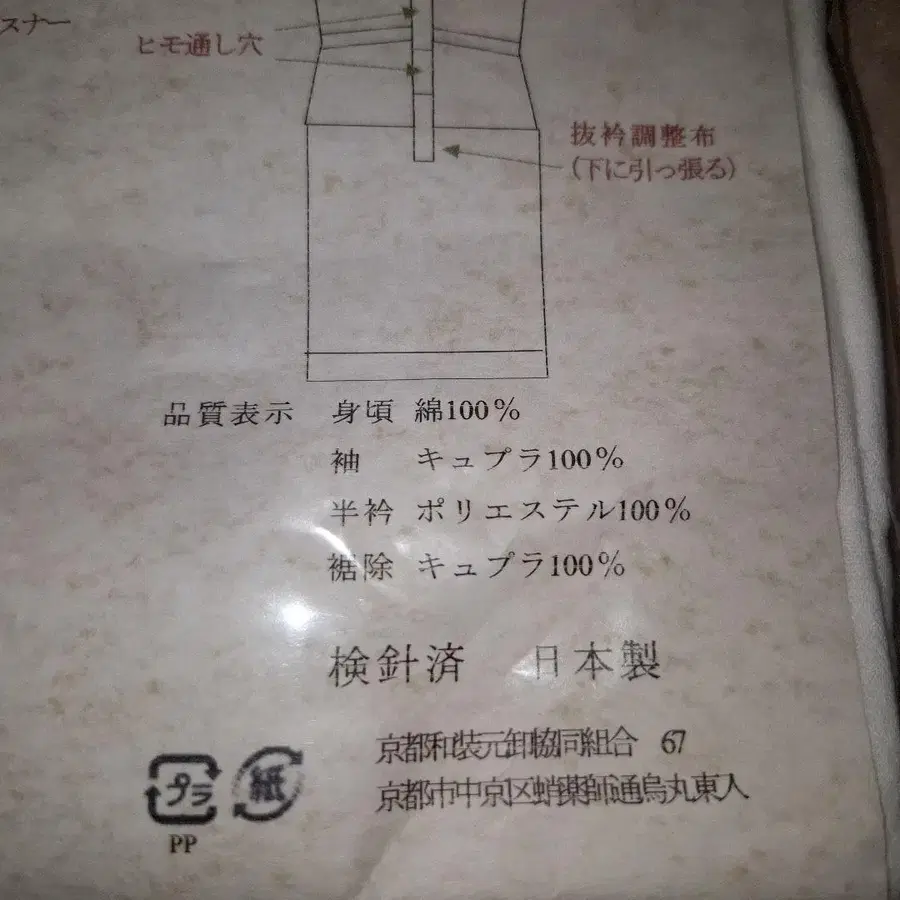 スナー
ヒモ通し穴
抜衿調整布
(下に引っ張る)
品質表示 身頃 綿100%
袖 キュプラ100%
半衿 ポリエステル100%
裾除 キュプラ100%
検針済 日本製
京都和装元卸協同組合 67
京都市中京区蛸薬師通烏丸東入
プラ 紙
PP